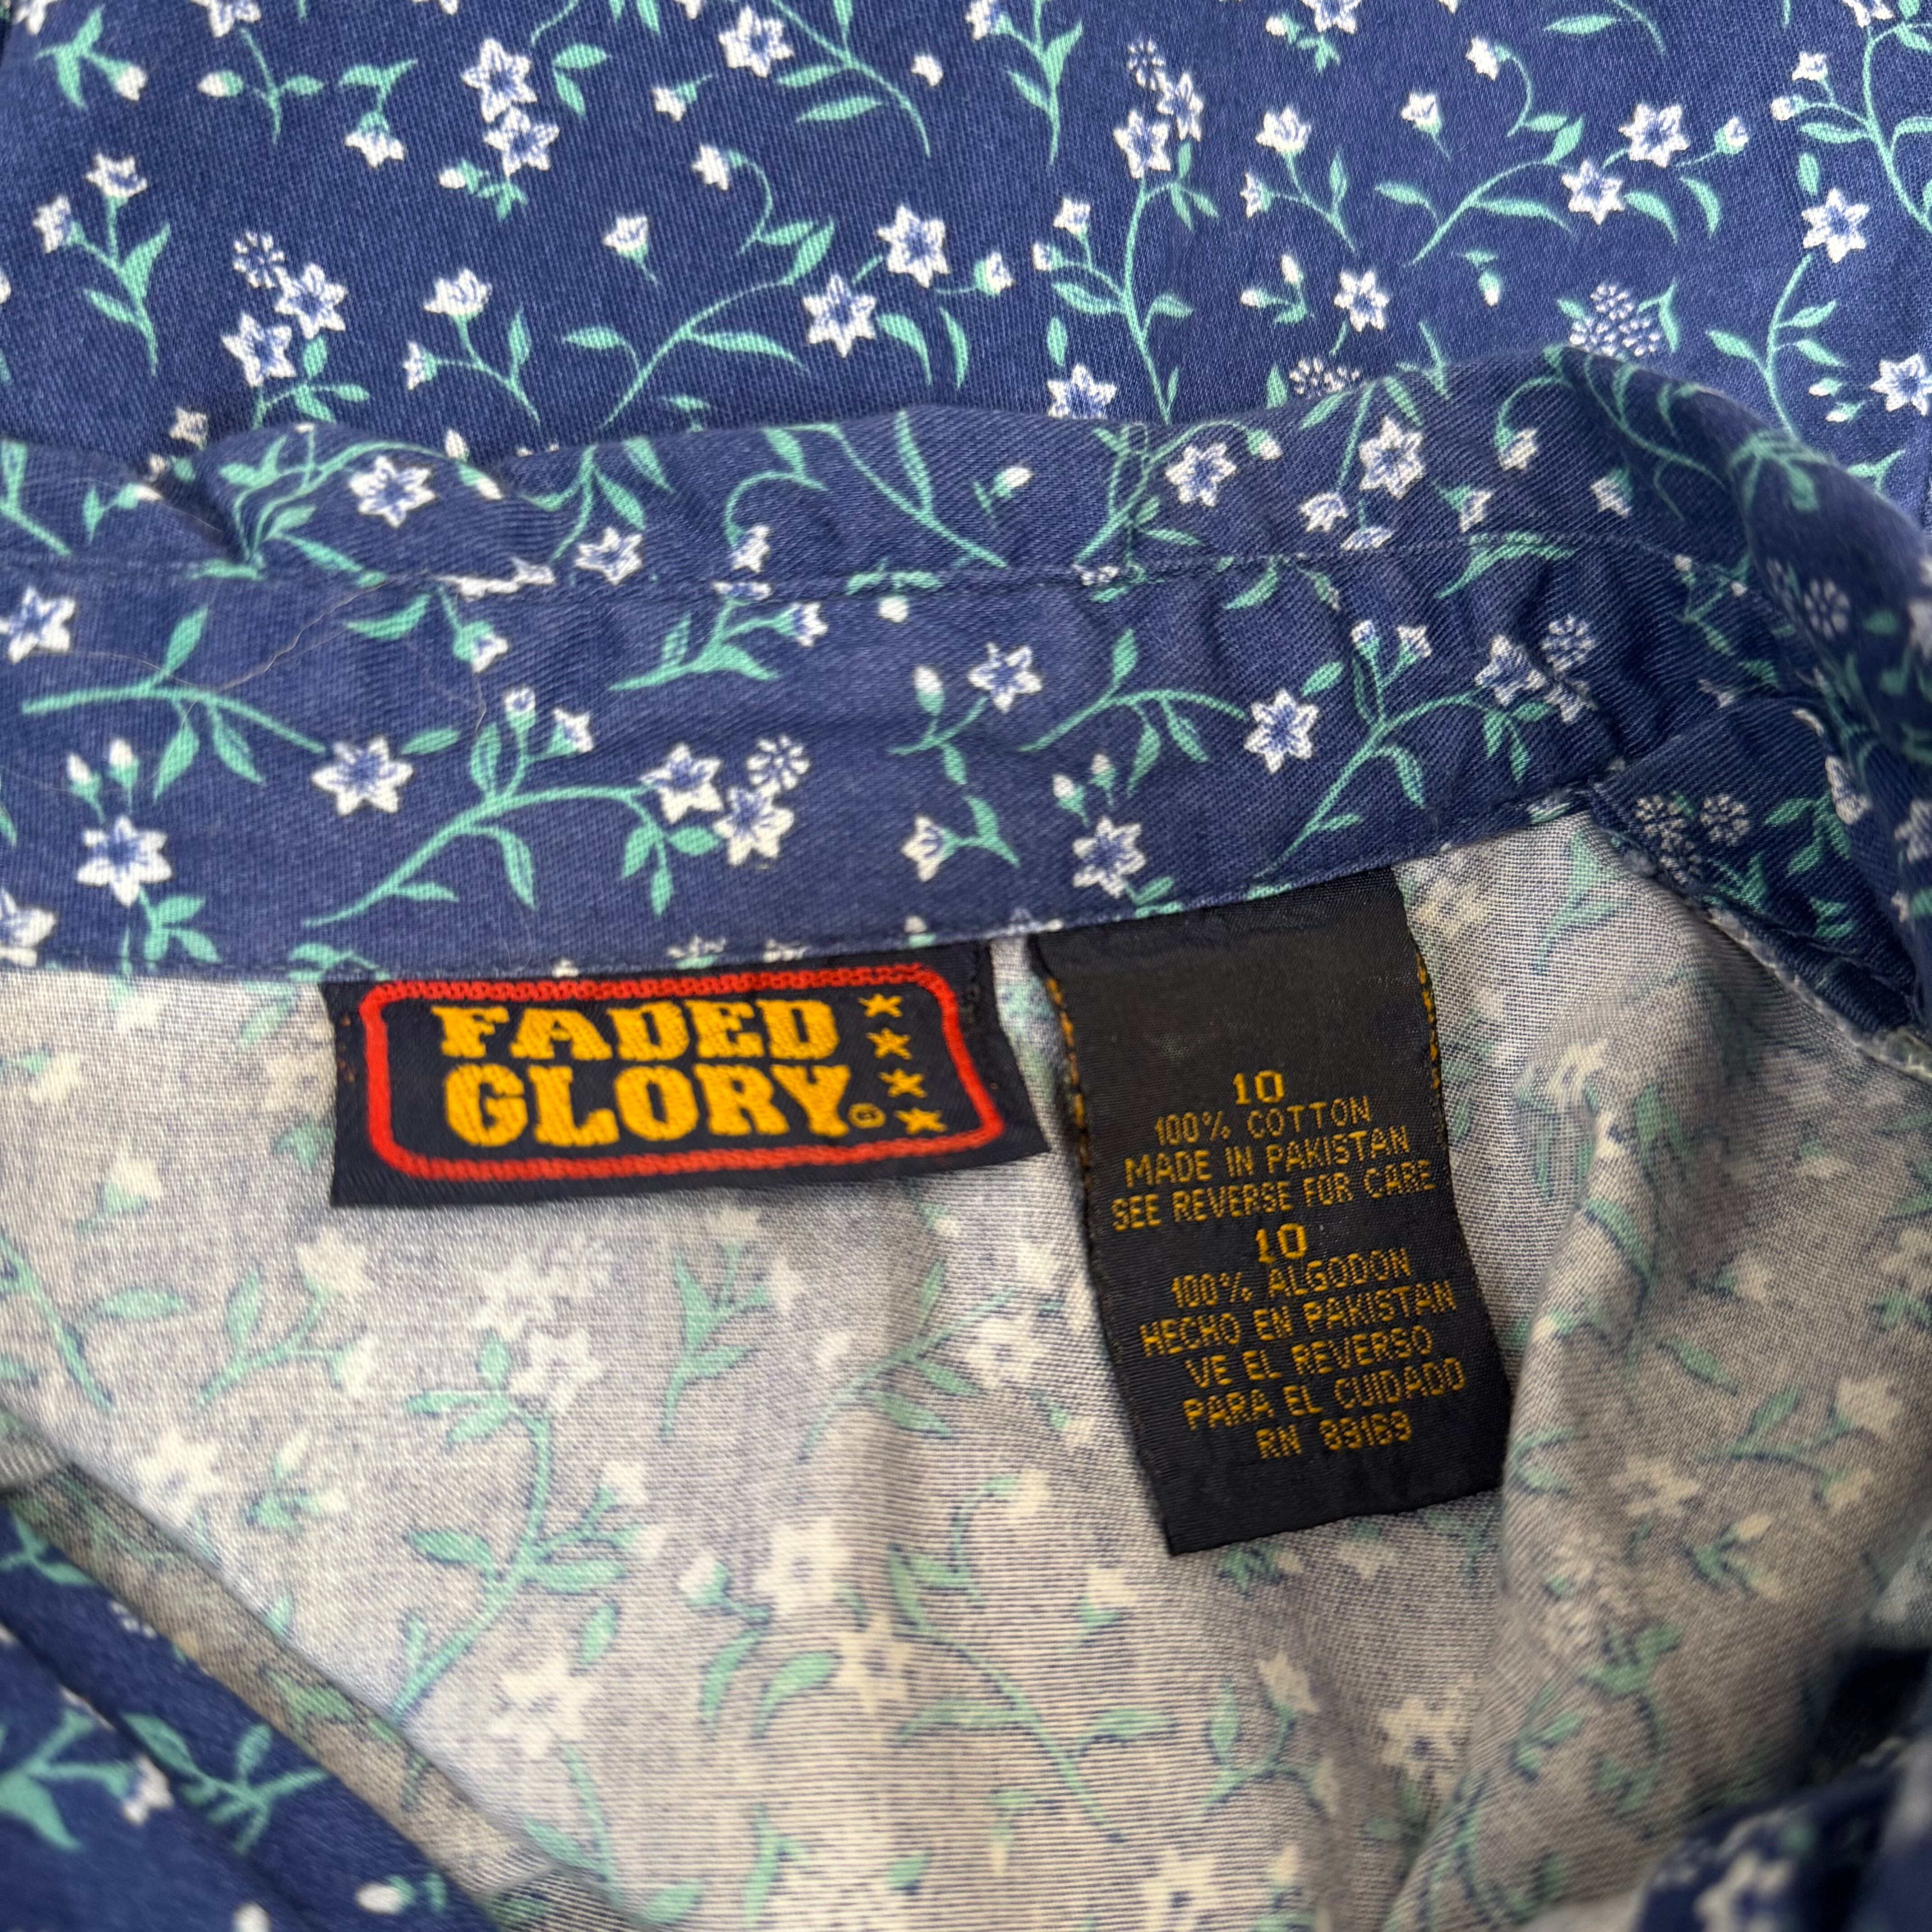 FADED
GLORY
10
100% COTTON
MADE IN PAKISTAN
SEE REVERSE FOR CARE
10
100% ALGODON
HECHO EN PAKISTAN
VE EL REVERSO
PARA EL CUIDADO
RN